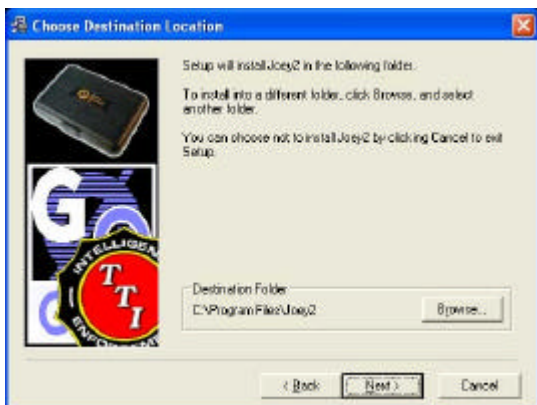 Choose Destination Location
Setup will install Joey2 in the following folder.
To install into a different folder, click Browse, and select
another folder.
You can choose not to install Joey2 by clicking Cancel to exit
Setup.
G
INTELLIGENT
TTI
Destination Folder
C:\Program Files\Joey2
Browse...
< Back
Next >
Cancel